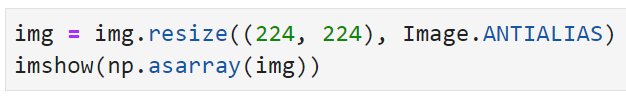 img = img.resize((224, 224), Image.ANTIALIAS)
imshow(np.asarray(img))